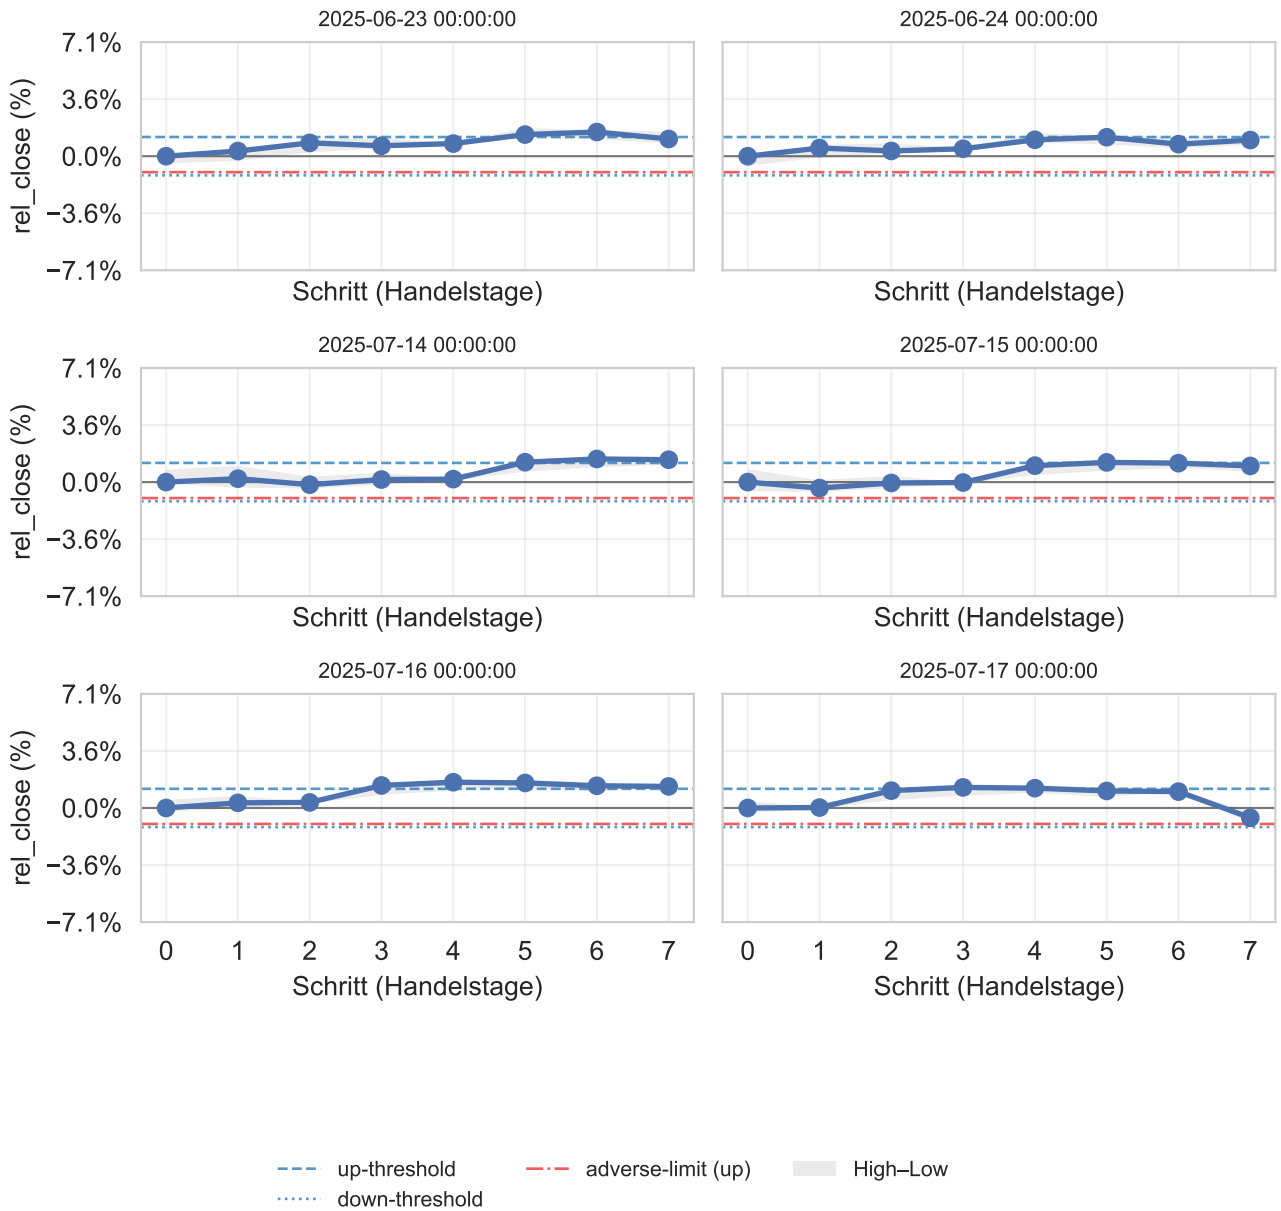 2025-06-23 00:00:00
2025-06-24 00:00:00
7.1%
3.6%
0.0%
−3.6%
−7.1%
rel_close (%)
Schritt (Handelstage)
Schritt (Handelstage)
2025-07-14 00:00:00
2025-07-15 00:00:00
7.1%
3.6%
0.0%
−3.6%
−7.1%
rel_close (%)
Schritt (Handelstage)
Schritt (Handelstage)
2025-07-16 00:00:00
2025-07-17 00:00:00
7.1%
3.6%
0.0%
−3.6%
−7.1%
rel_close (%)
0 1 2 3 4 5 6 7
0 1 2 3 4 5 6 7
Schritt (Handelstage)
Schritt (Handelstage)
up-threshold
adverse-limit (up)
High–Low
down-threshold